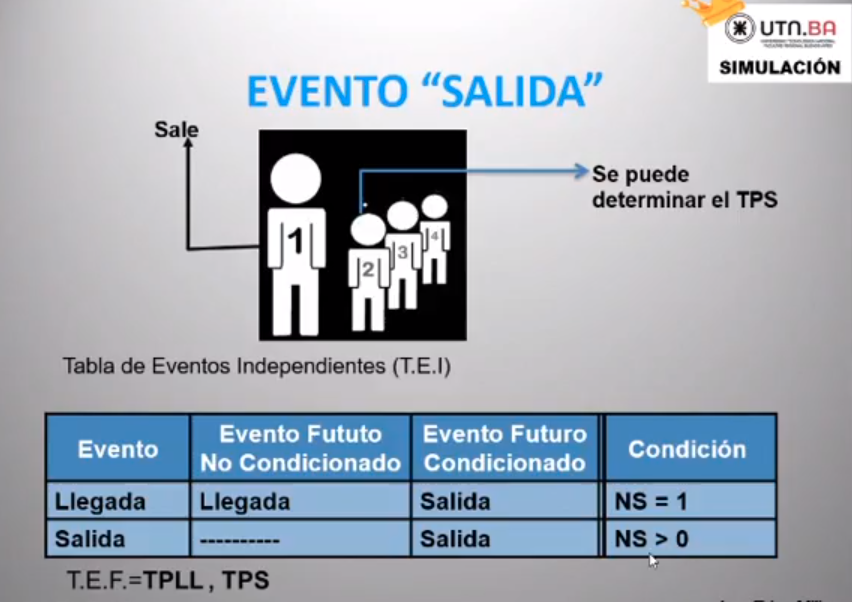 UTN.BA
SIMULACIÓN
EVENTO “SALIDA”
Sale
Se puede
determinar el TPS
1
2
3
4
Tabla de Eventos Independientes (T.E.I)
Evento
Evento Fututo
No Condicionado
Evento Futuro
Condicionado
Condición
Llegada
Llegada
Salida
NS = 1
Salida
----------
Salida
NS > 0
T.E.F.=TPLL , TPS